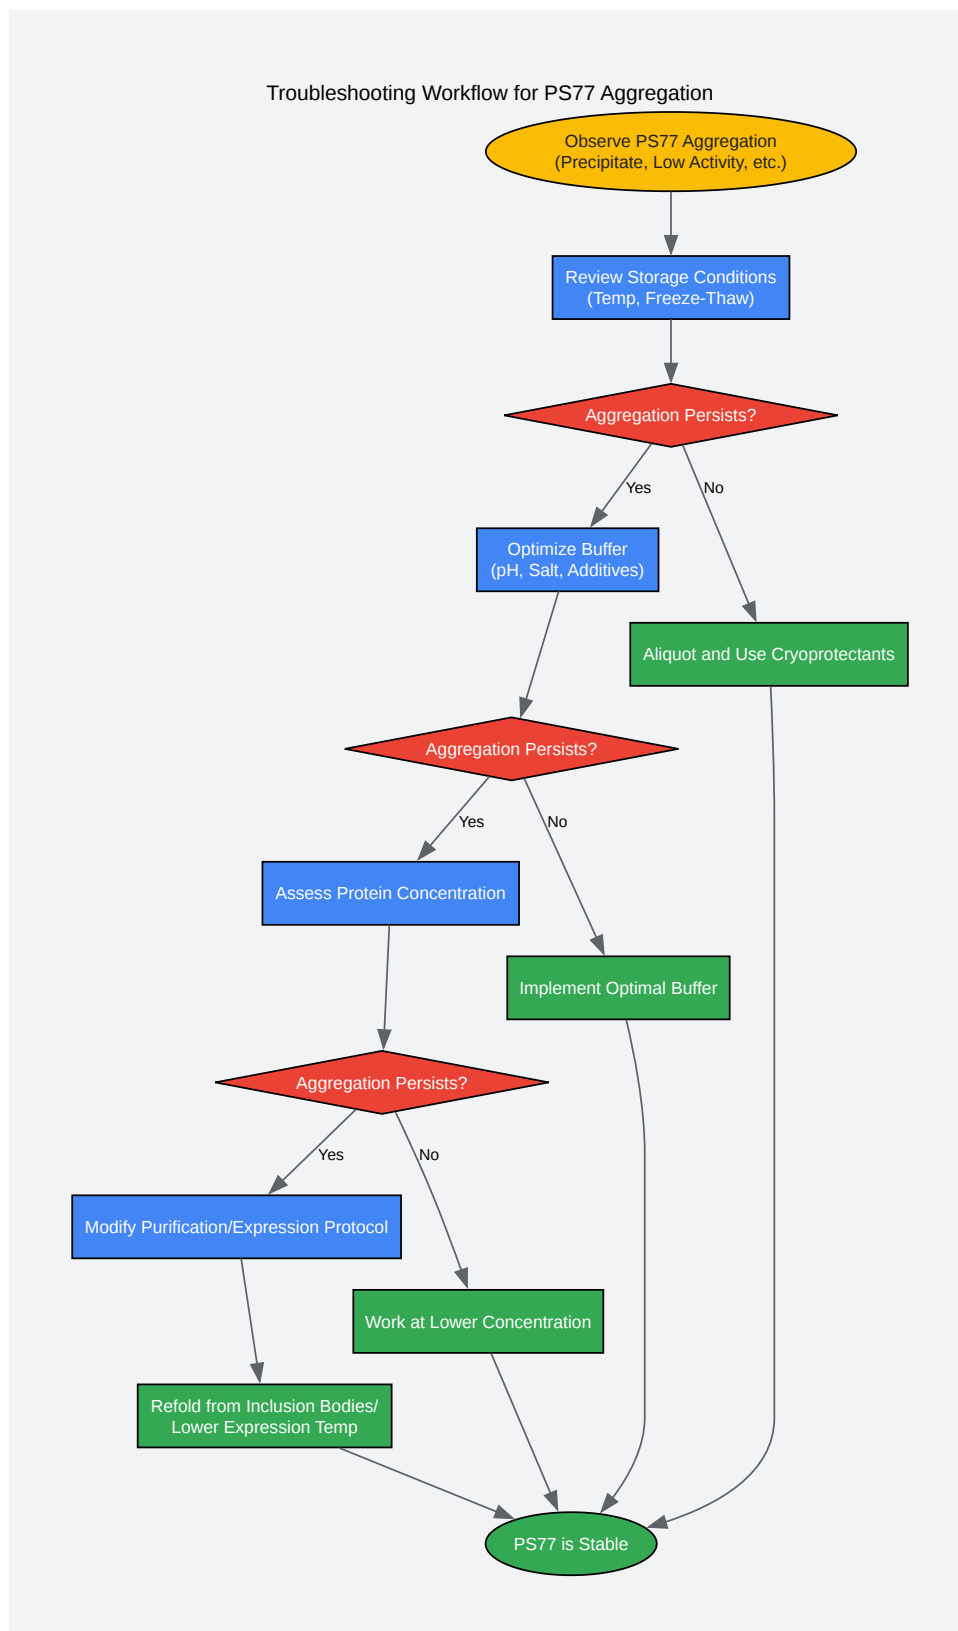 Troubleshooting Workflow for PS77 Aggregation
Observe PS77 Aggregation
(Precipitate, Low Activity, etc.)
Review Storage Conditions
(Temp, Freeze-Thaw)
Aggregation Persists?
Yes
No
Optimize Buffer
(pH, Salt, Additives)
Aliquot and Use Cryoprotectants
Aggregation Persists?
Yes
No
Assess Protein Concentration
Implement Optimal Buffer
Aggregation Persists?
Yes
No
Modify Purification/Expression Protocol
Work at Lower Concentration
Refold from Inclusion Bodies/
Lower Expression Temp
PS77 is Stable